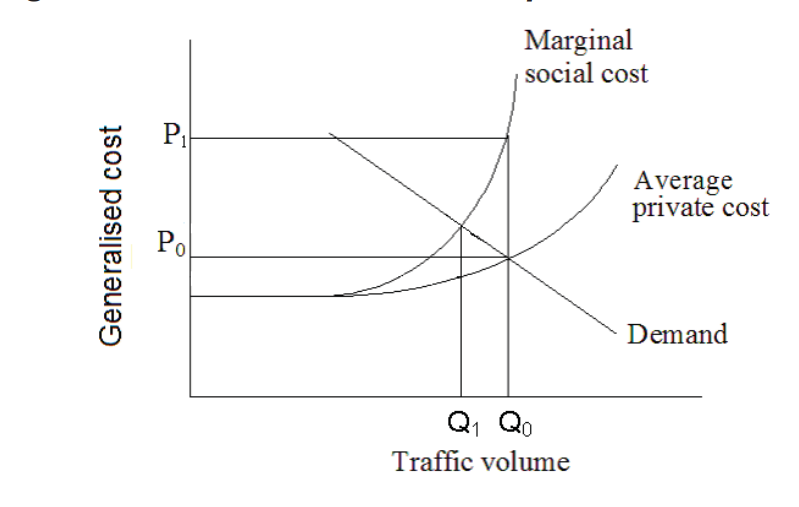 Marginal
social cost
P1
Average
private cost
P0
Generalised cost
Demand
Q1 Q0
Traffic volume